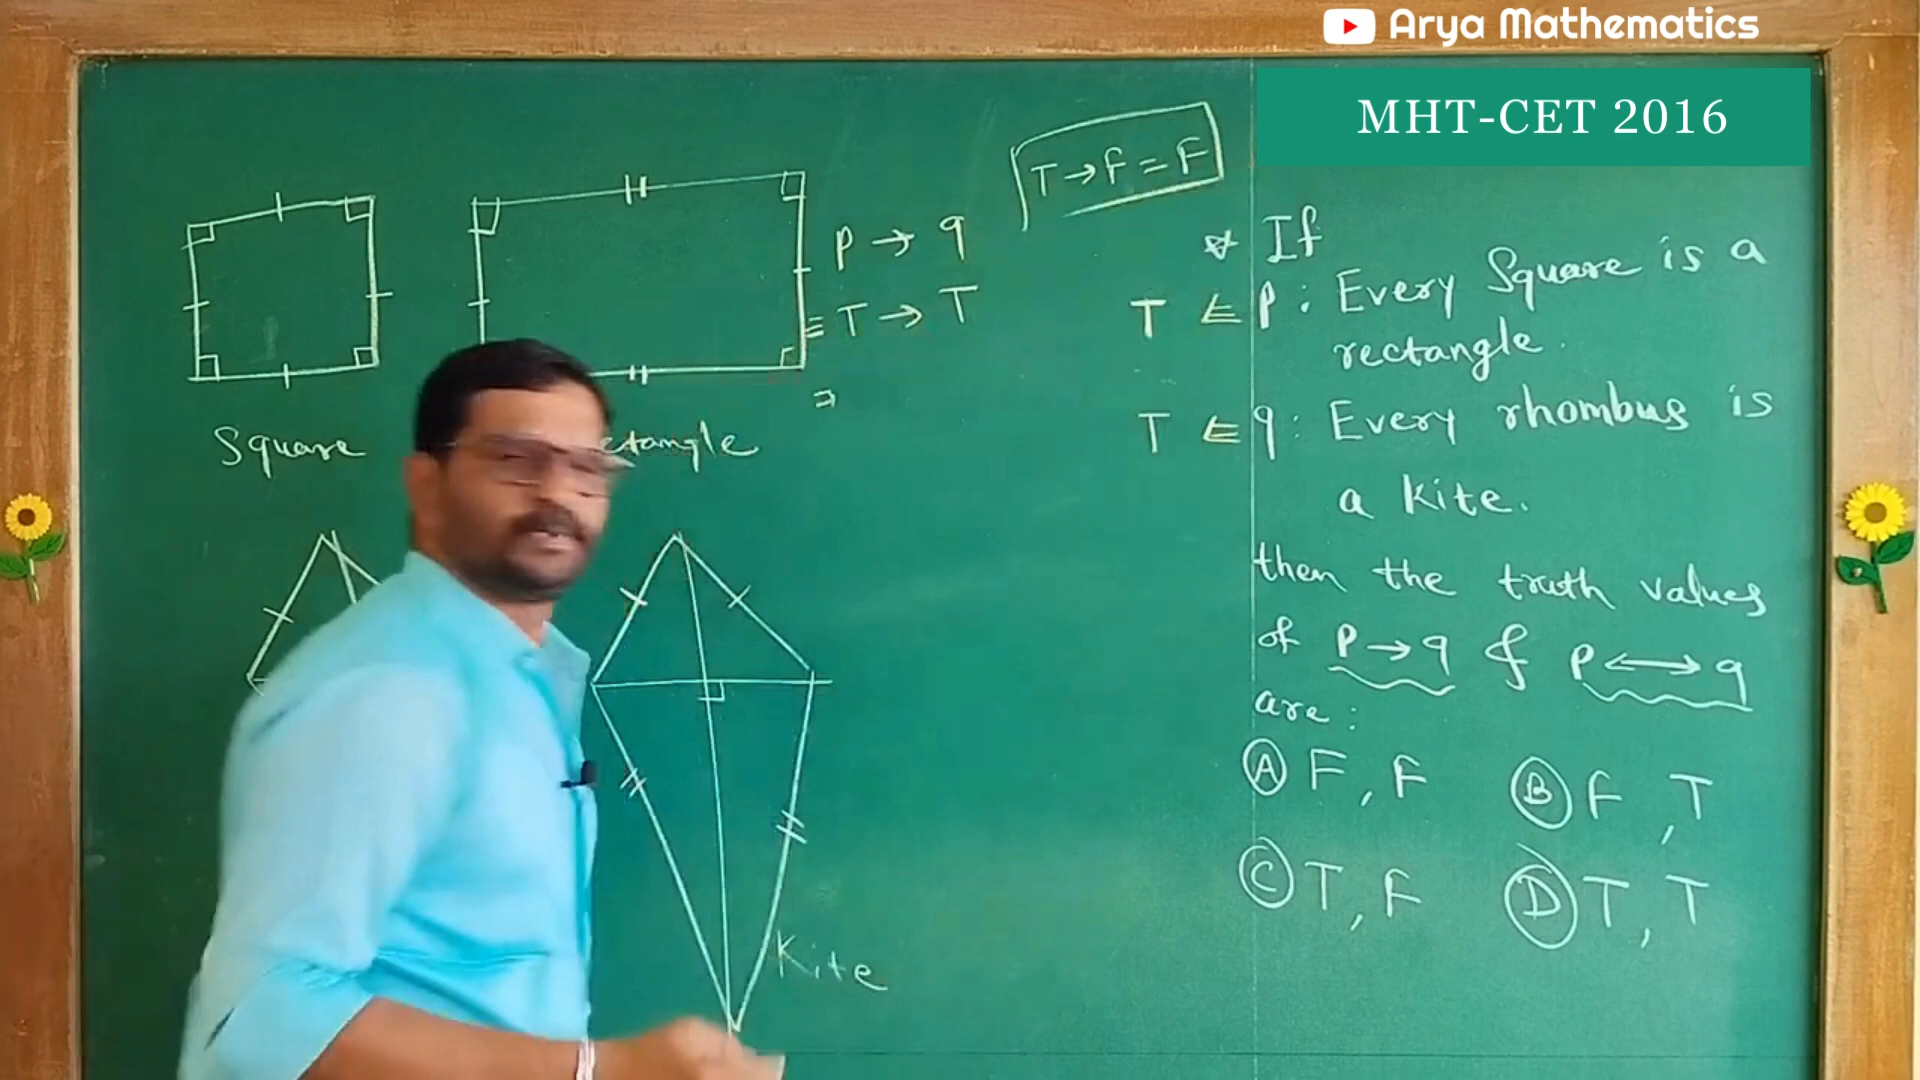 Arya Mathematics
MHT-CET 2016
T→F=F
* If
T ⇐ p: Every Square is a
rectangle.
T ⇐ q: Every rhombus is
a kite.
then the truth values
of p→q & p⟷q
are:
Ⓐ F, F Ⓑ F, T
Ⓒ T, F Ⓓ T, T
p → q
≡ T → T
Square
Kite